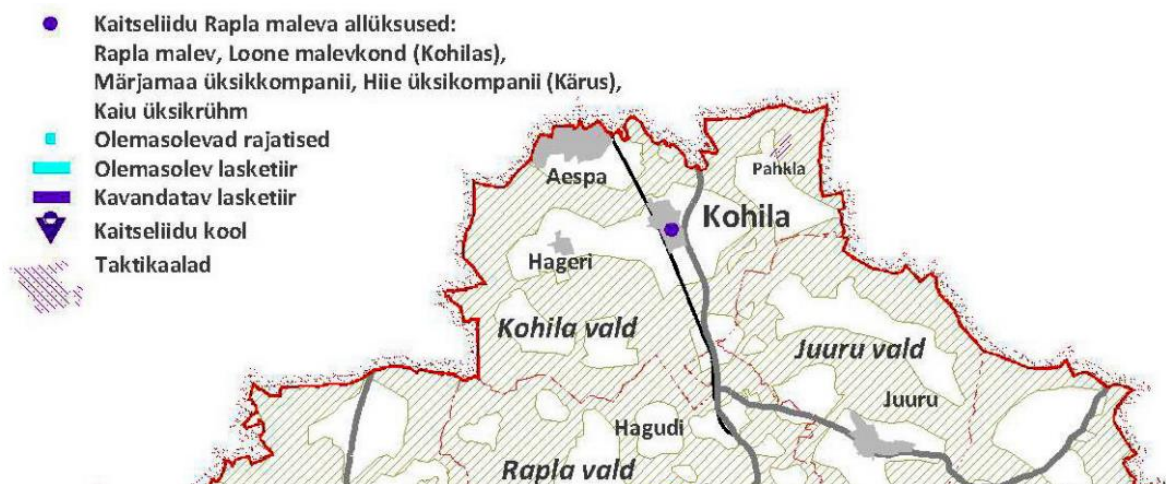 Kaitseliidu Rapla maleva allüksused:
Rapla malev, Loone malevkond (Kohilas),
Märjamaa üksikkompanii, Hiie üksikompanii (Kärus),
Kaiu üksikrühm
Olemasolevad rajatised
Olemasolev lasketiir
Kavandatav lasketiir
Kaitseliidu kool
Taktikaalad
Aespa
Pahkla
Kohila
Hageri
Kohila vald
Juuru vald
Juuru
Hagudi
Rapla vald